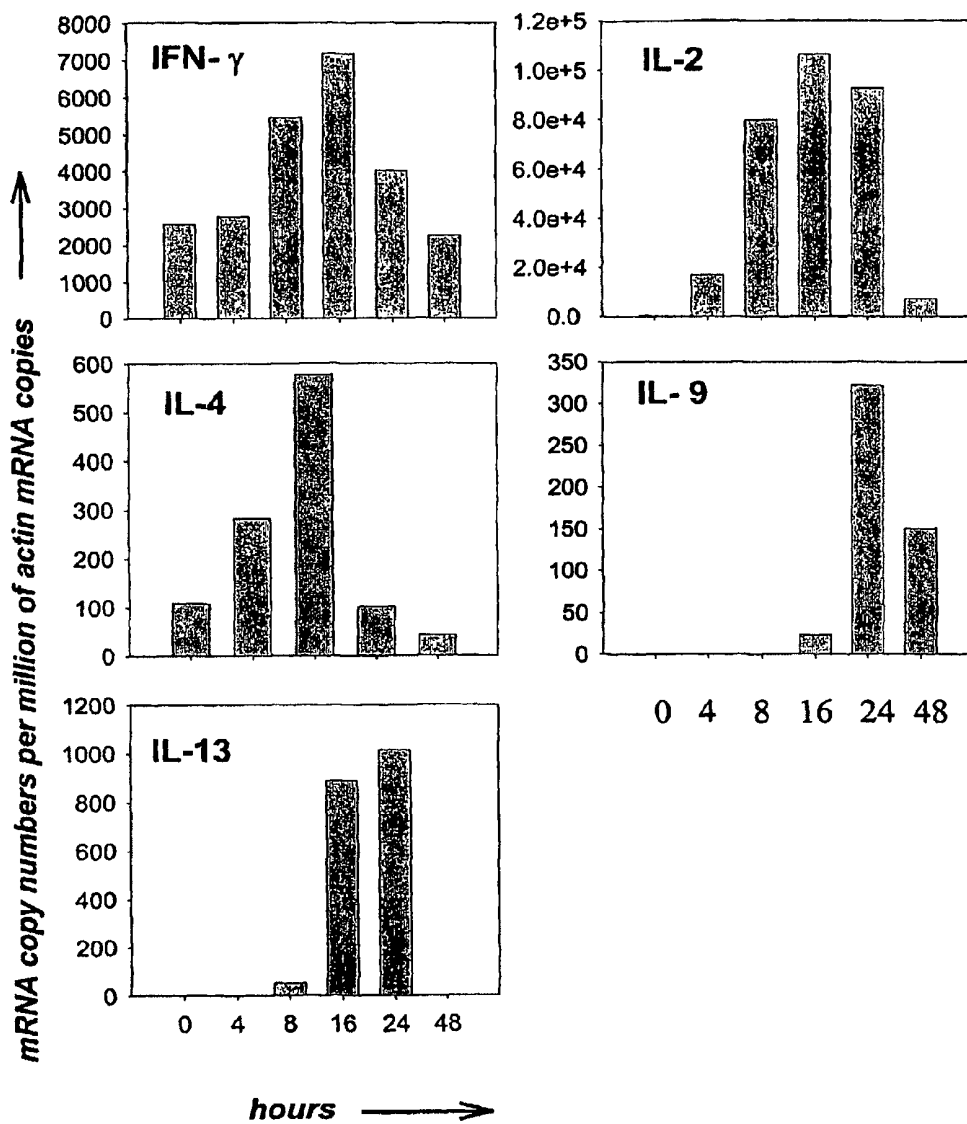 mRNA copy numbers per million of actin mRNA copies
IFN- γ
8000
7000
6000
5000
4000
3000
2000
1000
0
IL-2
1.2e+5
1.0e+5
8.0e+4
6.0e+4
4.0e+4
2.0e+4
0.0
IL-4
600
500
400
300
200
100
0
IL- 9
350
300
250
200
150
100
50
0
0 4 8 16 24 48
IL-13
1200
1000
800
600
400
200
0
0 4 8 16 24 48
hours